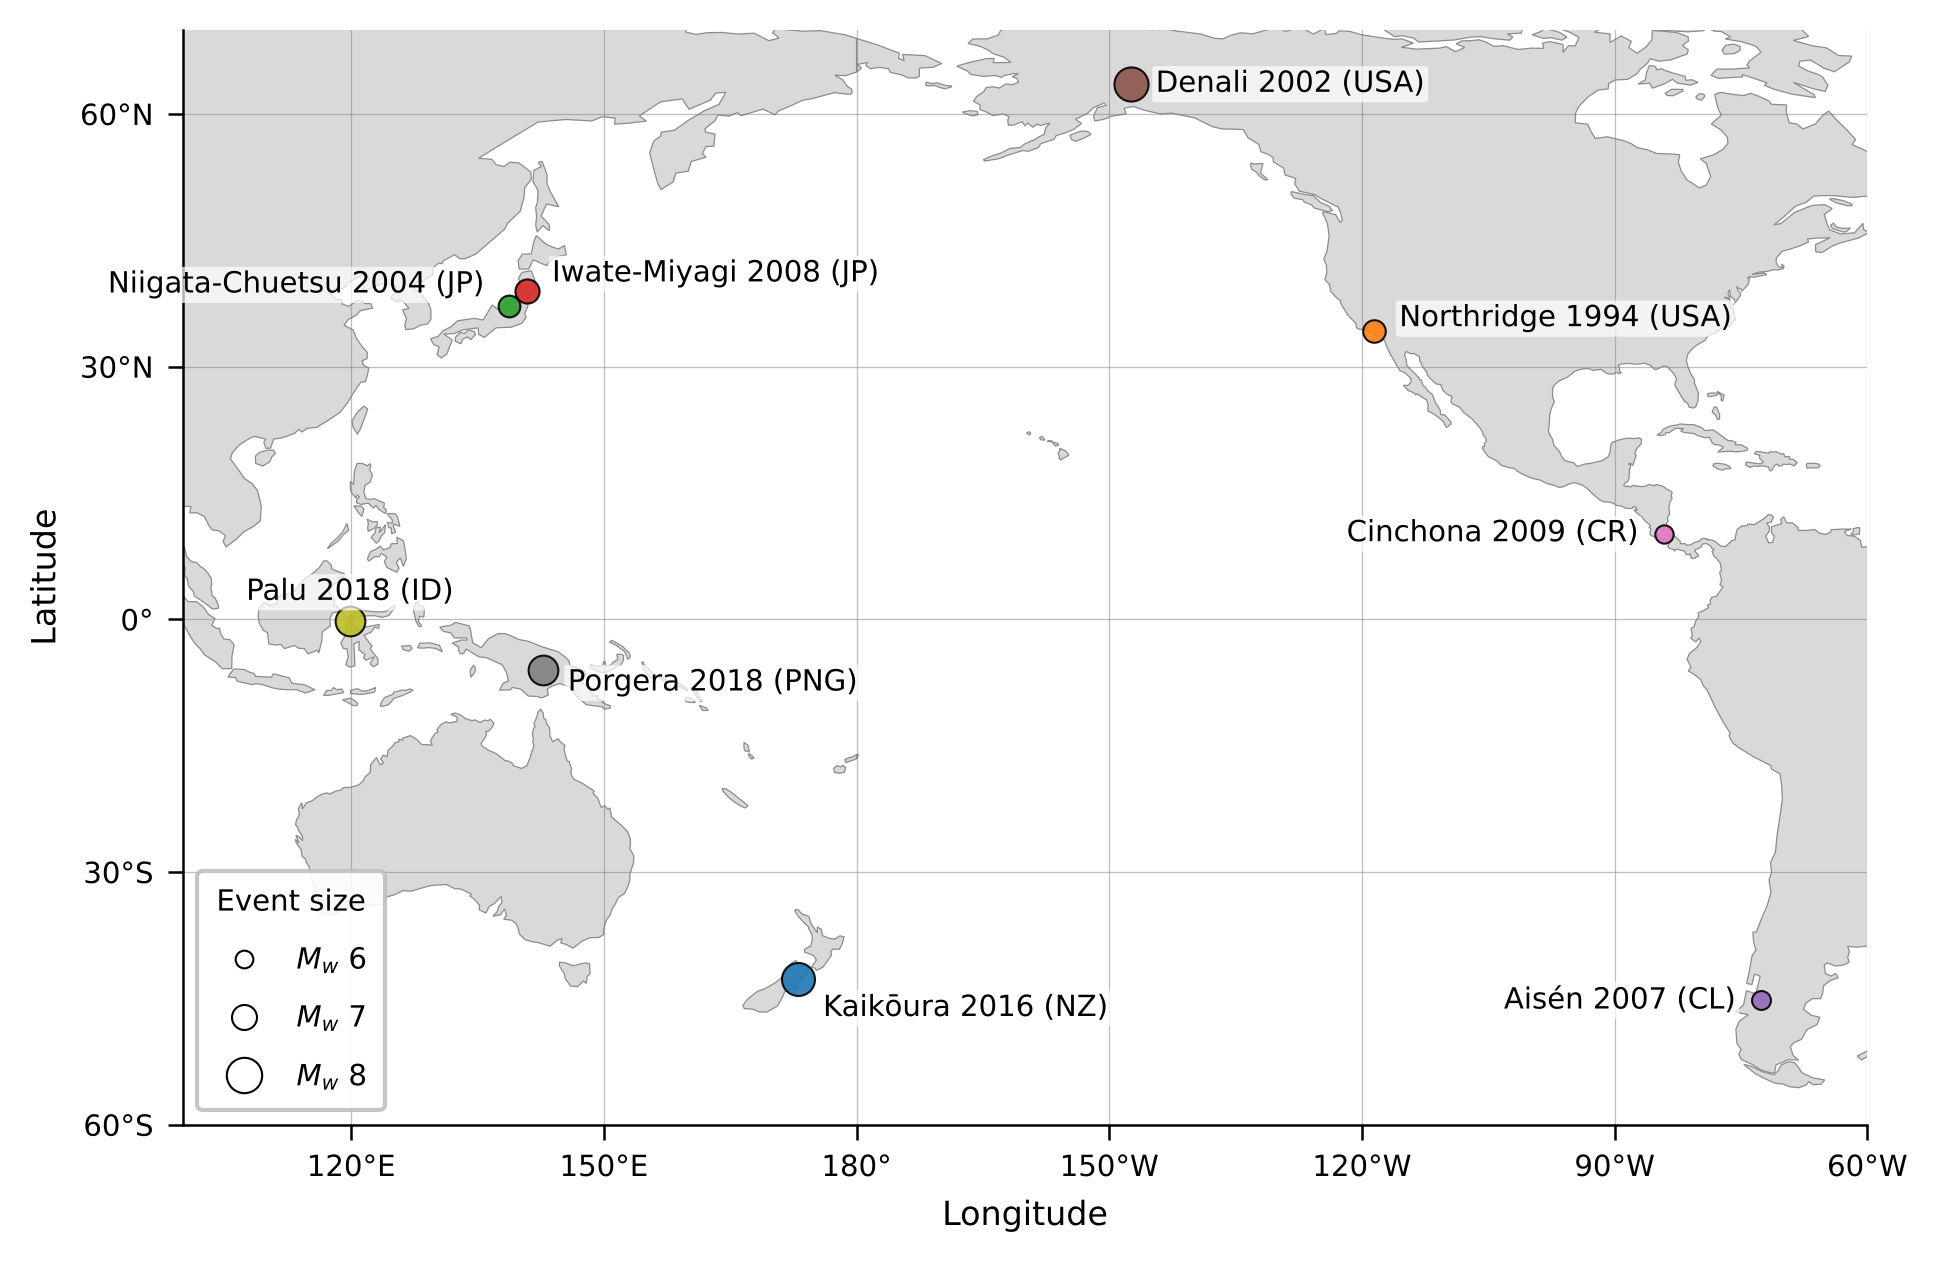 Denali 2002 (USA)
60°N
Iwate-Miyagi 2008 (JP)
Niigata-Chuetsu 2004 (JP)
Northridge 1994 (USA)
30°N
Cinchona 2009 (CR)
Latitude
Palu 2018 (ID)
0°
Porgera 2018 (PNG)
30°S
Event size
Mw 6
Mw 7
Mw 8
Kaikōura 2016 (NZ)
Aisén 2007 (CL)
60°S
120°E 150°E 180° 150°W 120°W 90°W 60°W
Longitude